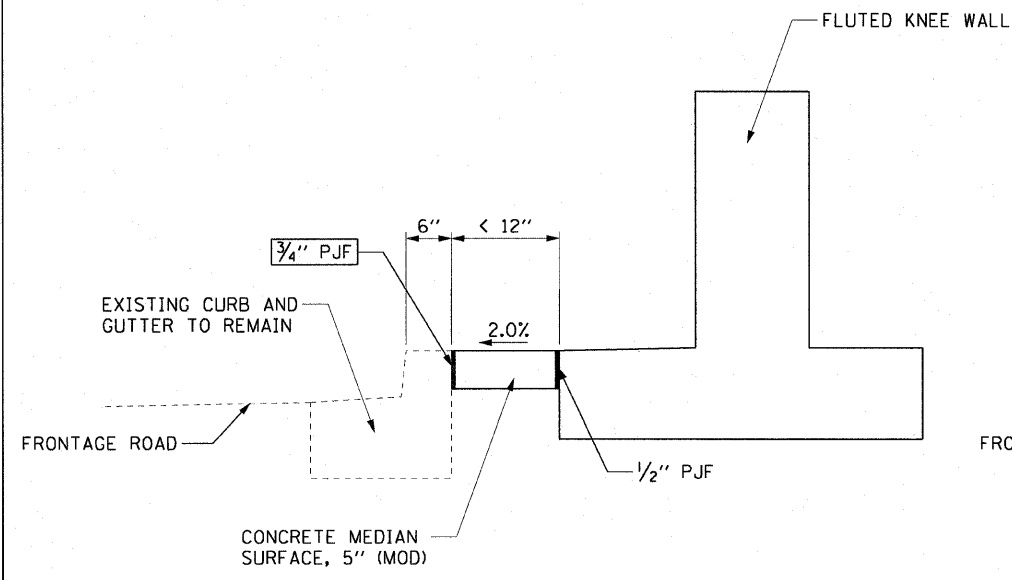 FLUTED KNEE WALL
6" < 12"
3/4" PJF
EXISTING CURB AND
GUTTER TO REMAIN
2.0%
FRONTAGE ROAD
FRO
1/2" PJF
CONCRETE MEDIAN
SURFACE, 5" (MOD)